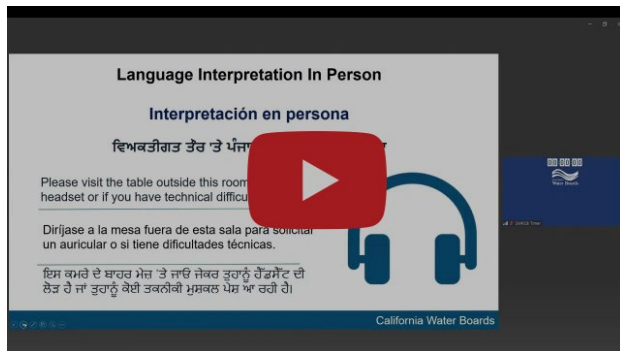 Language Interpretation In Person
Interpretación en persona
ਵਿਅਕਤੀਗਤ ਤੌਰ 'ਤੇ ਪੰਜਾ
Please visit the table outside this room
headset or if you have technical difficu
Diríjase a la mesa fuera de esta sala para solicitar
un auricular o si tiene dificultades técnicas.
ਇਸ ਕਮਰੇ ਦੇ ਬਾਹਰ ਮੇਜ਼ 'ਤੇ ਜਾਓ ਜੇਕਰ ਤੁਹਾਨੂੰ ਹੈੱਡਸੈੱਟ ਦੀ
ਲੋੜ ਹੈ ਜਾਂ ਤੁਹਾਨੂੰ ਕੋਈ ਤਕਨੀਕੀ ਮੁਸ਼ਕਲ ਪੇਸ਼ ਆ ਰਹੀ ਹੈ।
California Water Boards
Water Boards